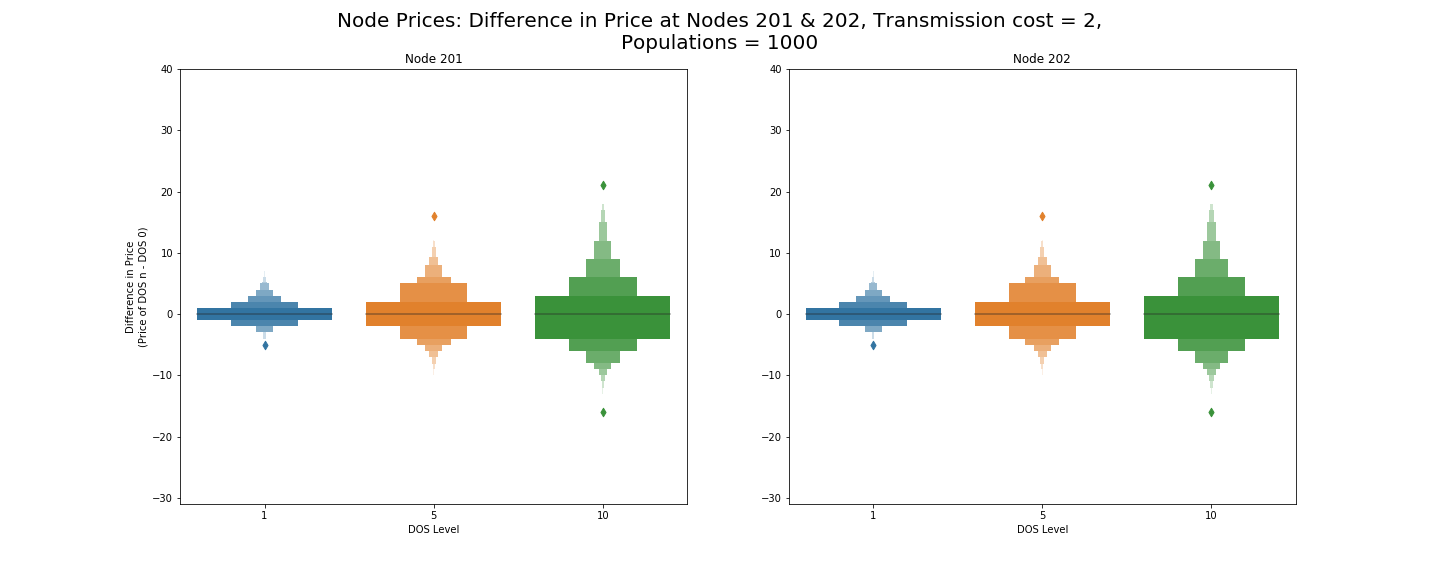 Node Prices: Difference in Price at Nodes 201 & 202, Transmission cost = 2,
Populations = 1000
Node 201
40
30
20
10
0
−10
−20
−30
Difference in Price
(Price of DOS n - DOS 0)
1
5
10
DOS Level
Node 202
40
30
20
10
0
−10
−20
−30
1
5
10
DOS Level